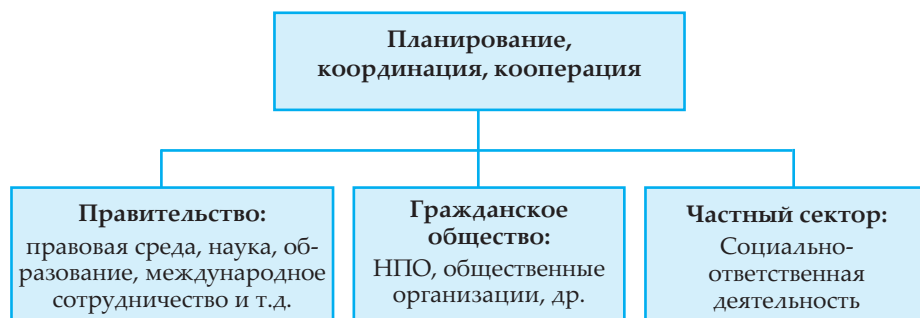 Планирование,
координация, кооперация
Правительство:
правовая среда, наука, об-
разование, международное
сотрудничество и т.д.
Гражданское
общество:
НПО, общественные
организации, др.
Частный сектор:
Социально-
ответственная
деятельность